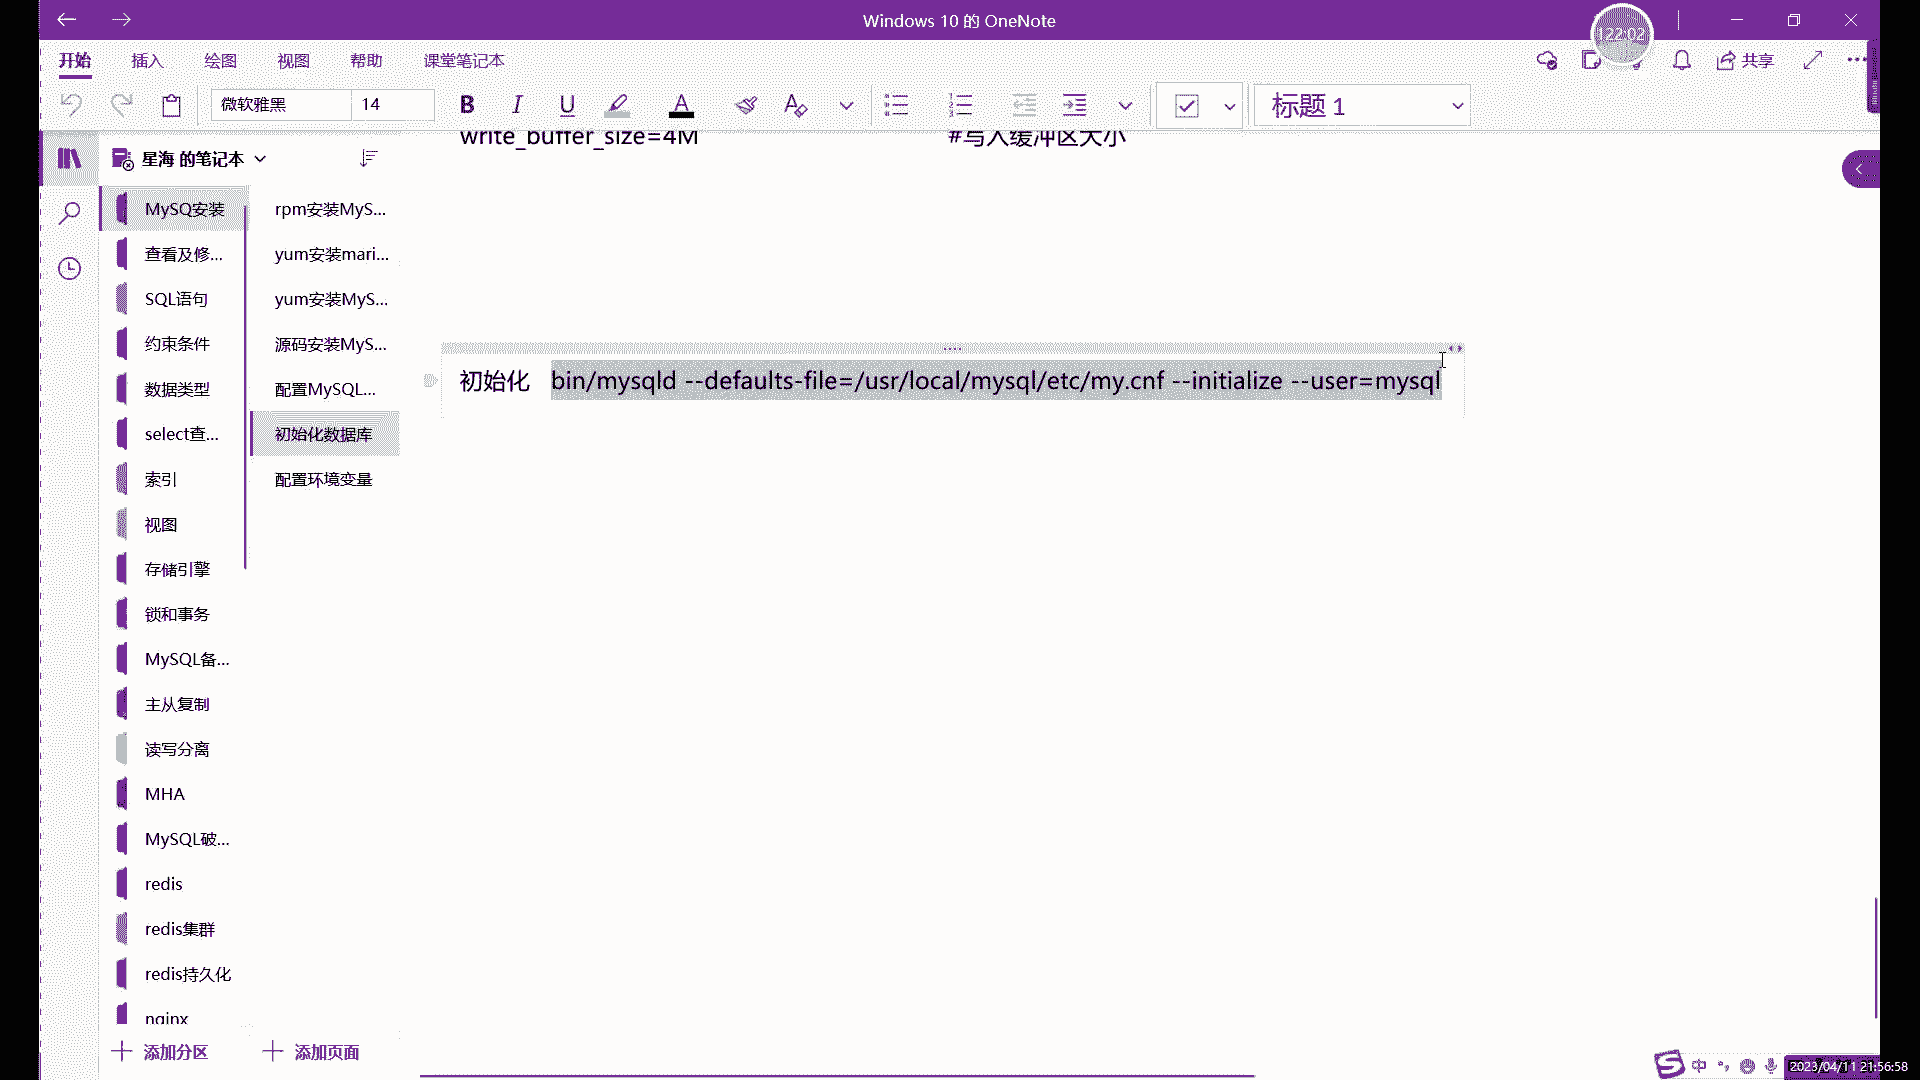 Windows 10 的 OneNote
122:02
开始 插入 绘图 视图 帮助 课堂笔记本
共享
微软雅黑 14 B I U A 标题 1
write_buffer_size=4M #写入缓冲区大小
星海 的笔记本
MySQ安装
查看及修...
SQL语句
约束条件
数据类型
select查...
索引
视图
存储引擎
锁和事务
MySQL备...
主从复制
读写分离
MHA
MySQL破...
redis
redis集群
redis持久化
nginx
添加分区
rpm安装MyS...
yum安装mari...
yum安装MyS...
源码安装MyS...
配置MySQL...
初始化数据库
配置环境变量
添加页面
初始化 bin/mysqld --defaults-file=/usr/local/mysql/etc/my.cnf --initialize --user=mysql
中
2023/04/11 21:56:58